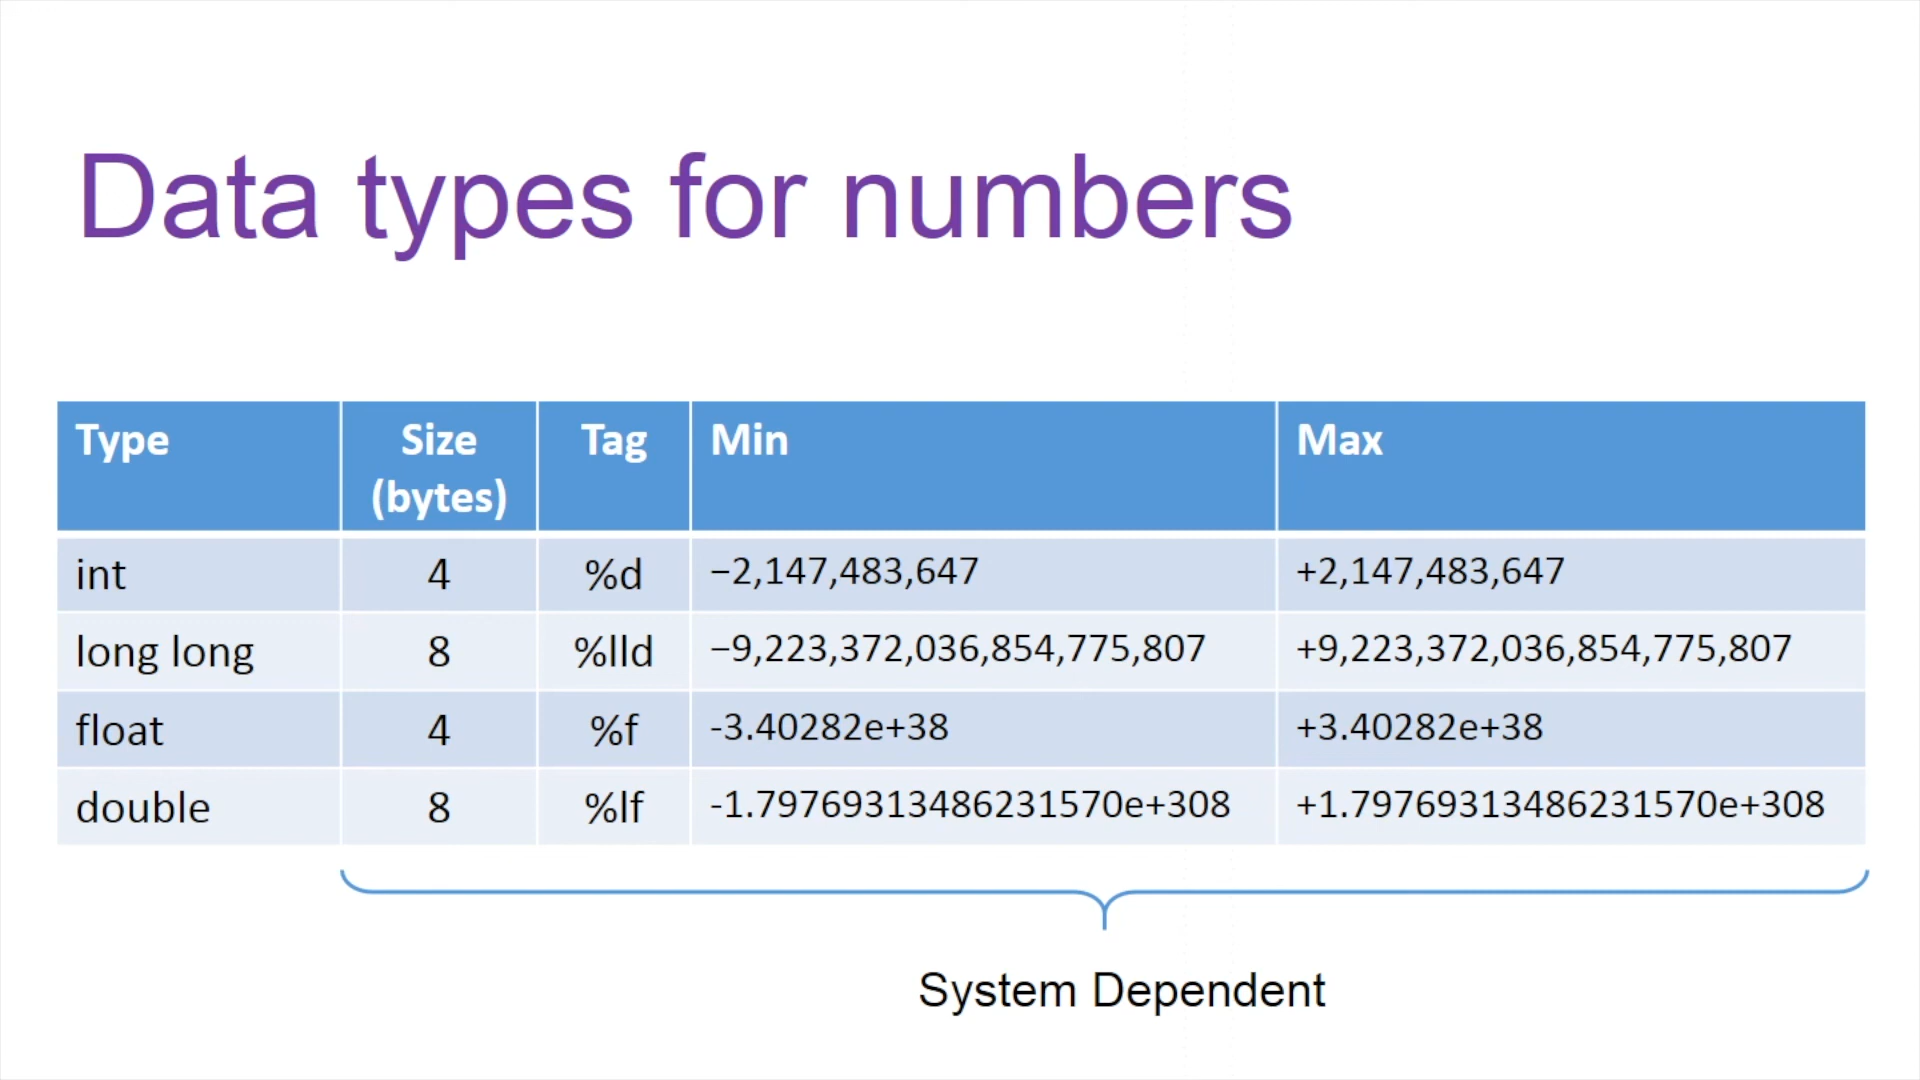 Data types for numbers
Type Size (bytes) Tag Min Max
int 4 %d −2,147,483,647 +2,147,483,647
long long 8 %lld −9,223,372,036,854,775,807 +9,223,372,036,854,775,807
float 4 %f -3.40282e+38 +3.40282e+38
double 8 %lf -1.79769313486231570e+308 +1.79769313486231570e+308
System Dependent